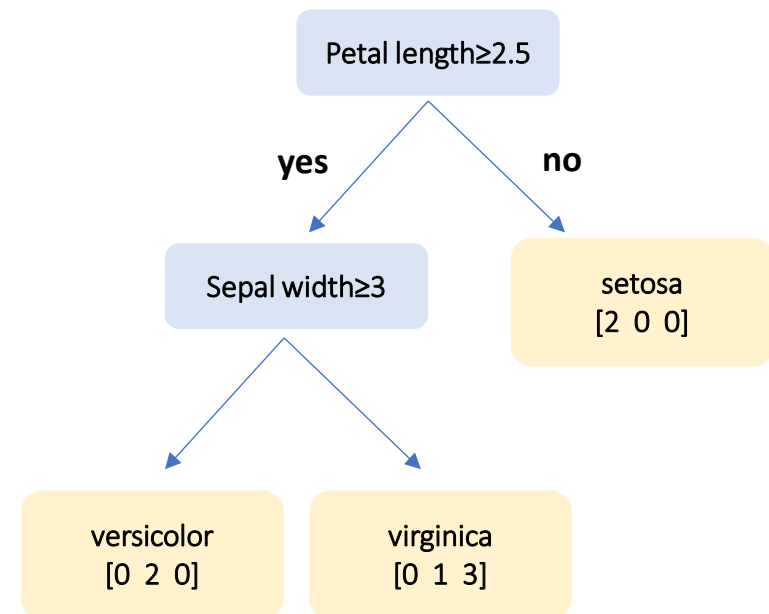 Petal length≥2.5
yes
no
Sepal width≥3
setosa
[2 0 0]
versicolor
[0 2 0]
virginica
[0 1 3]